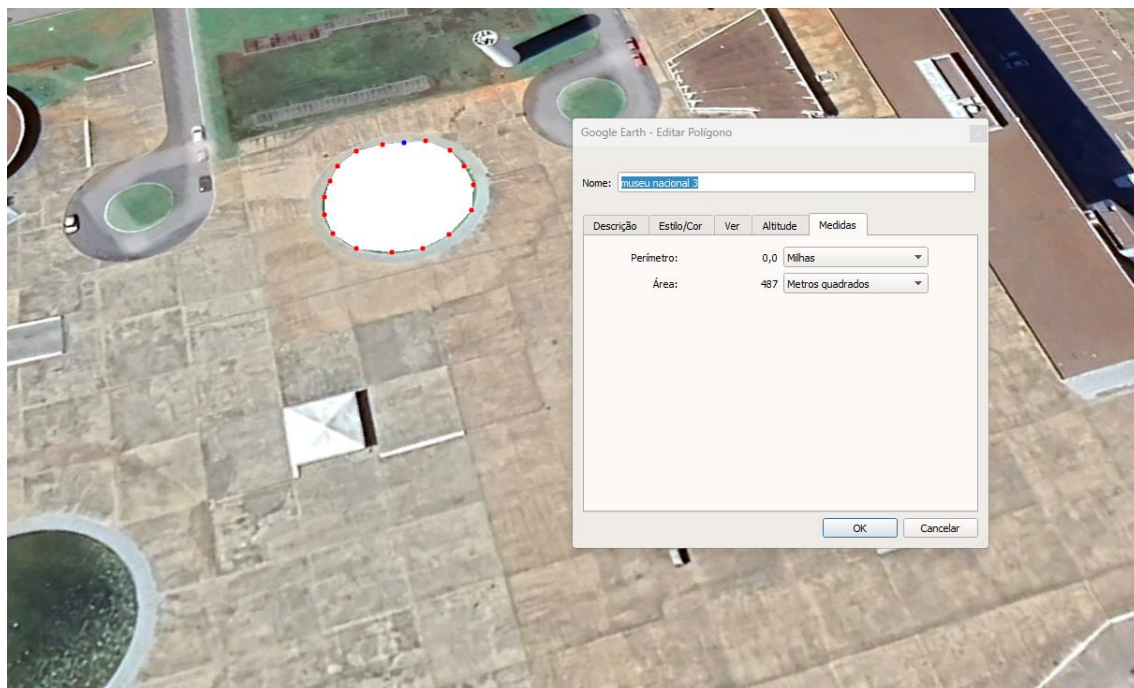 Google Earth - Editar Polígono
Nome: museu nacional 3
Descrição Estilo/Cor Ver Altitude Medidas
Perímetro: 0,0 Milhas
Área: 487 Metros quadrados
OK Cancelar